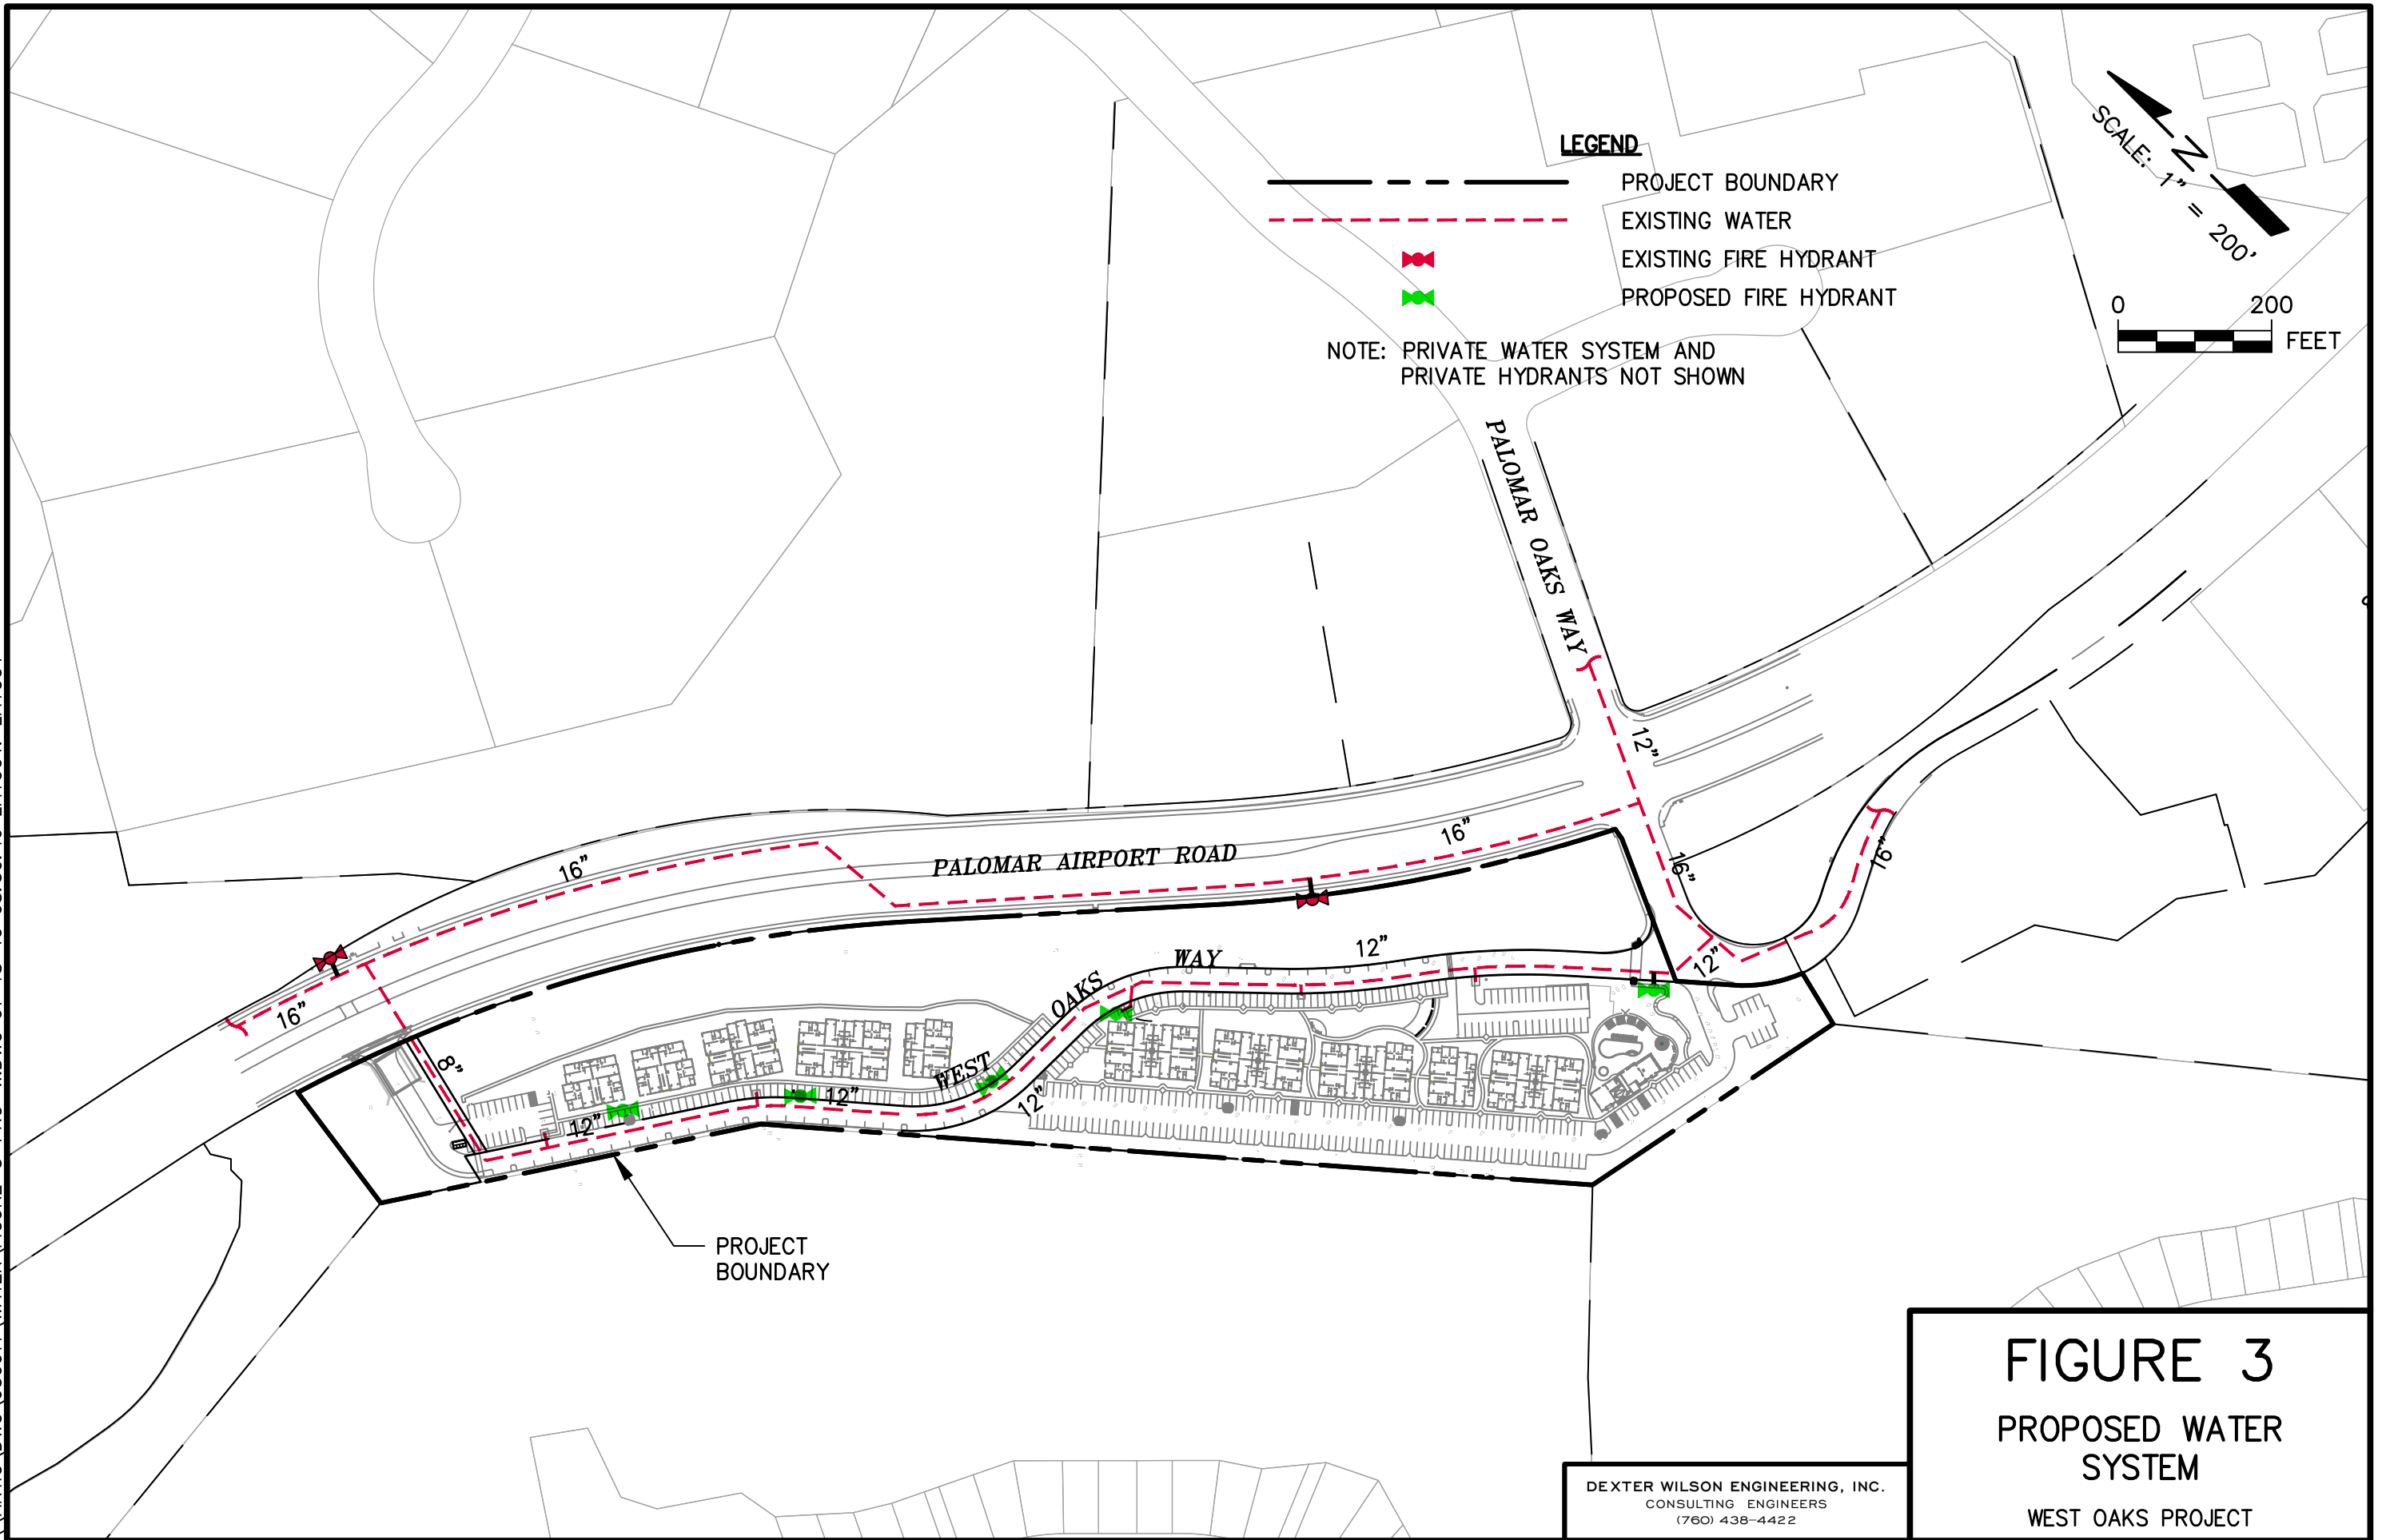 LEGEND
PROJECT BOUNDARY
EXISTING WATER
EXISTING FIRE HYDRANT
PROPOSED FIRE HYDRANT
NOTE: PRIVATE WATER SYSTEM AND
PRIVATE HYDRANTS NOT SHOWN
N
SCALE: 1" = 200'
0 200
FEET
PALOMAR OAKS WAY
12"
16"
16"
16"
PALOMAR AIRPORT ROAD
16"
16"
8"
WEST OAKS WAY
12"
12"
12"
12"
12"
PROJECT
BOUNDARY
DEXTER WILSON ENGINEERING, INC.
CONSULTING ENGINEERS
(760) 438-4422
FIGURE 3
PROPOSED WATER
SYSTEM
WEST OAKS PROJECT